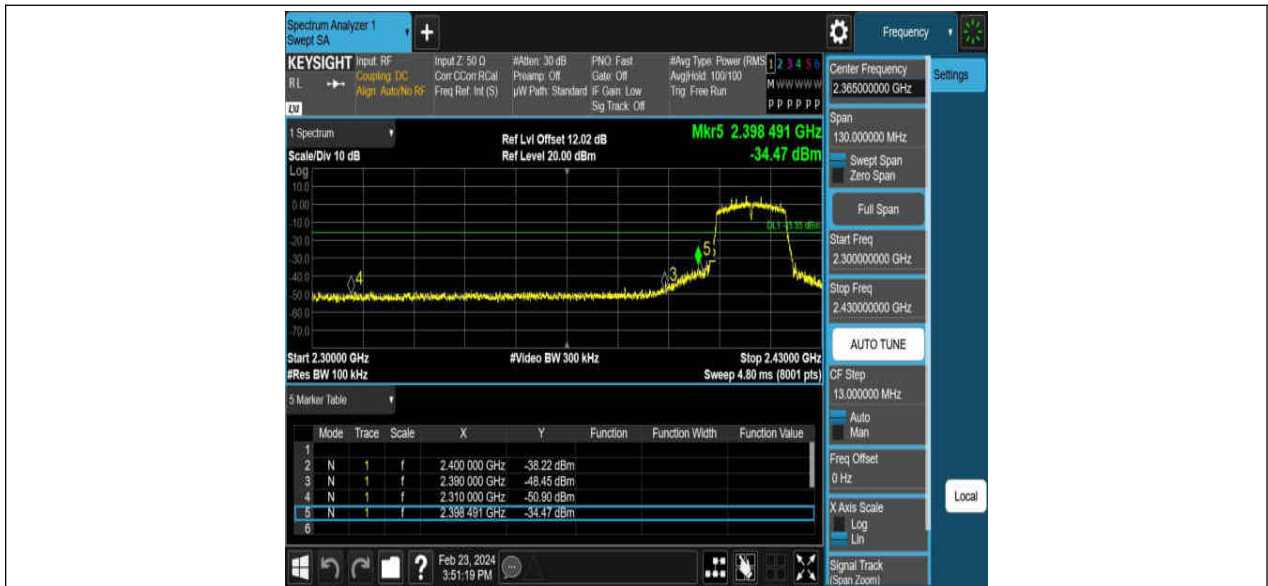 Spectrum Analyzer 1
Swept SA
+
Frequency
KEYSIGHT
RL
LXI
Input: RF
Coupling: DC
Align: Auto/No RF
Input Z: 50 Ω
Corr CCorr RCal
Freq Ref: Int (S)
#Atten: 30 dB
Preamp: Off
µW Path: Standard
PNO: Fast
Gate: Off
IF Gain: Low
Sig Track: Off
#Avg Type: Power (RMS
Avg|Hold: 100/100
Trig: Free Run
1 2 3 4 5 6
M W W W W W
P P P P P P
Center Frequency
2.365000000 GHz
Settings
1 Spectrum
Ref Lvl Offset 12.02 dB
Mkr5 2.398 491 GHz
Scale/Div 10 dB
Ref Level 20.00 dBm
-34.47 dBm
Log
10.0
0.00
-10.0
-20.0
-30.0
-40.0
-50.0
-60.0
-70.0
4
3
5
Start 2.30000 GHz
#Video BW 300 kHz
Stop 2.43000 GHz
#Res BW 100 kHz
Sweep 4.80 ms (8001 pts)
Span
130.000000 MHz
Swept Span
Zero Span
Full Span
Start Freq
2.300000000 GHz
Stop Freq
2.430000000 GHz
AUTO TUNE
CF Step
13.000000 MHz
Auto
Man
Freq Offset
0 Hz
X Axis Scale
Log
Lin
Signal Track
(Span Zoom)
Local
5 Marker Table
Mode Trace Scale X Y Function Function Width Function Value
1
2 N 1 f 2.400 000 GHz -38.22 dBm
3 N 1 f 2.390 000 GHz -48.45 dBm
4 N 1 f 2.310 000 GHz -50.90 dBm
5 N 1 f 2.398 491 GHz -34.47 dBm
6
?
Feb 23, 2024
3:51:19 PM